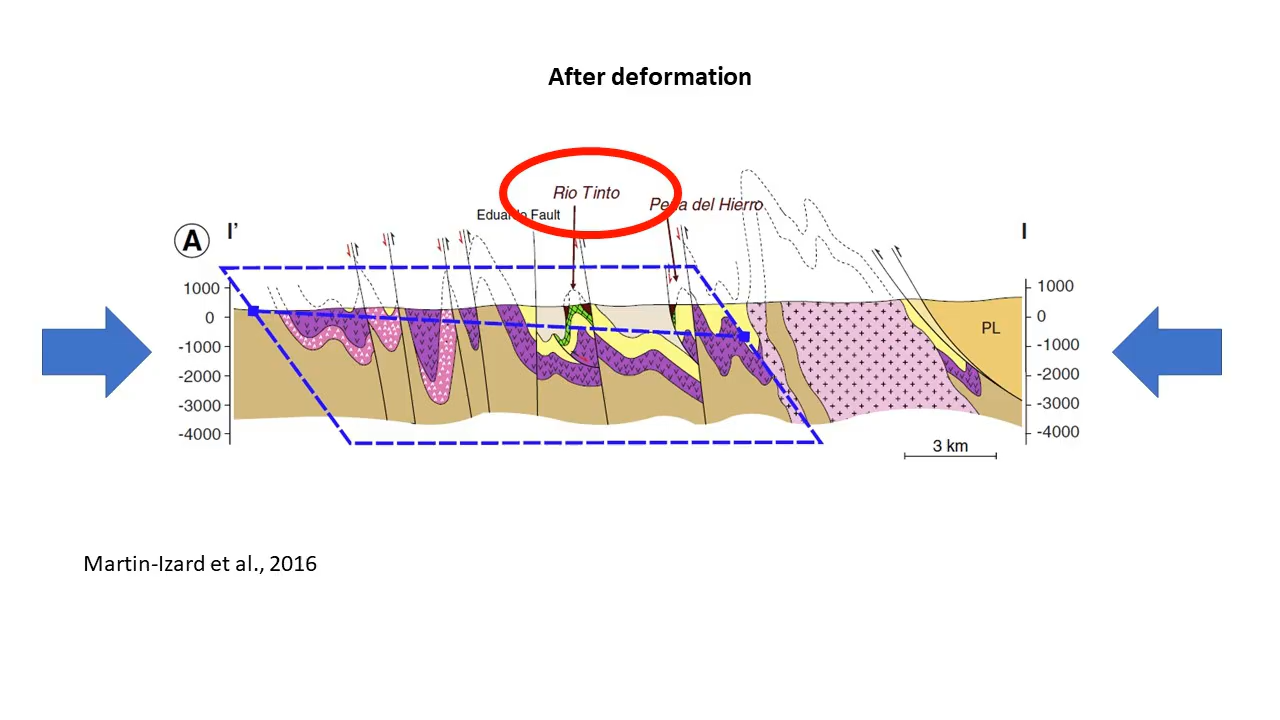 After deformation
Rio Tinto
Peña del Hierro
Eduardo Fault
A
I'
I
1000
0
-1000
-2000
-3000
-4000
1000
0
-1000
-2000
-3000
-4000
PL
3 km
Martin-Izard et al., 2016